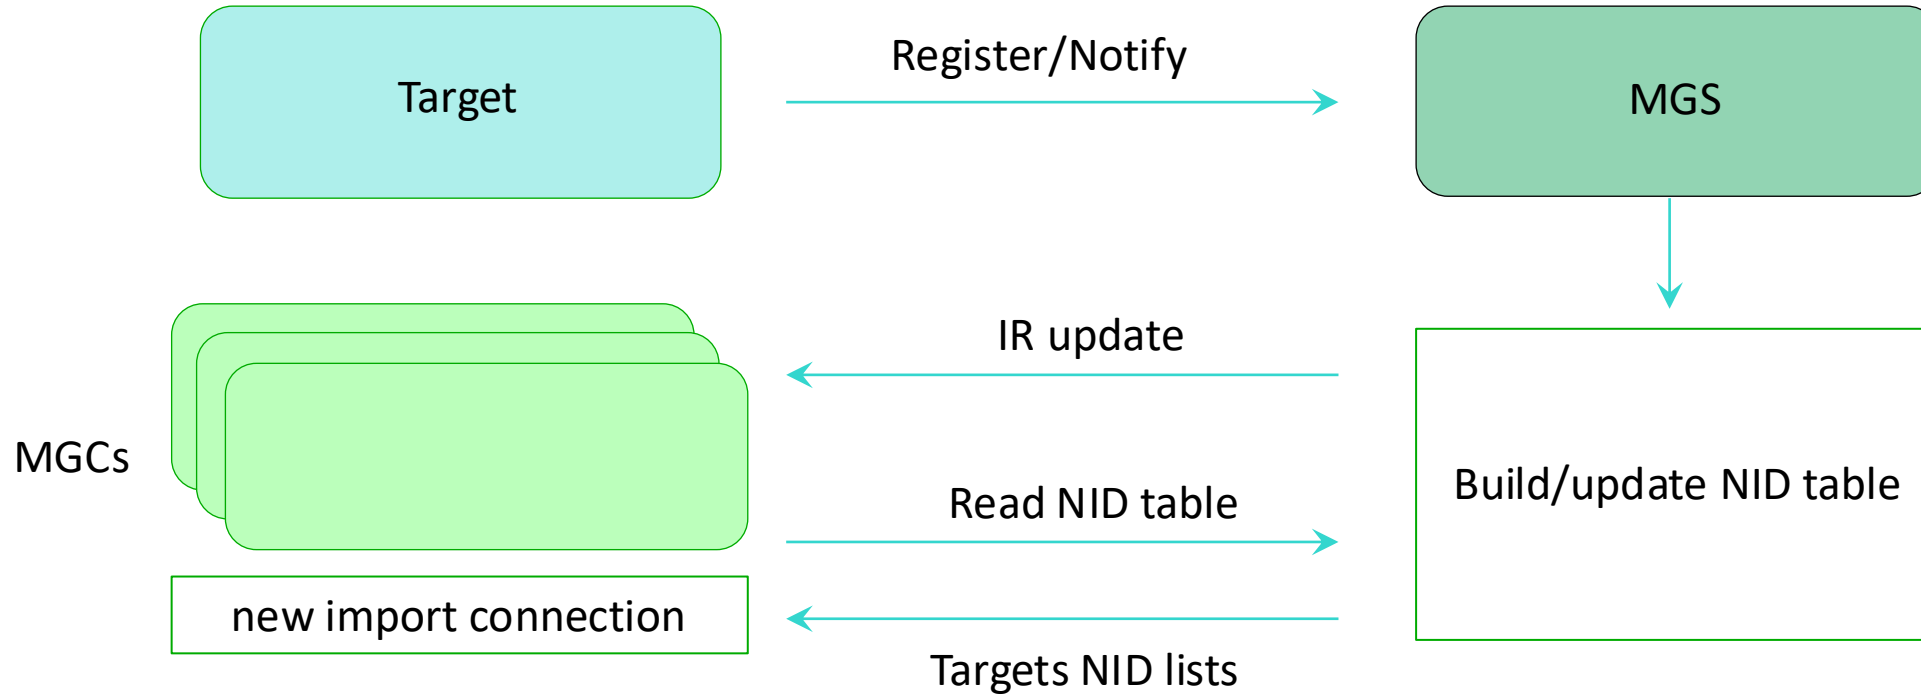 Target
Register/Notify
MGS
IR update
MGCs
Read NID table
Build/update NID table
new import connection
Targets NID lists